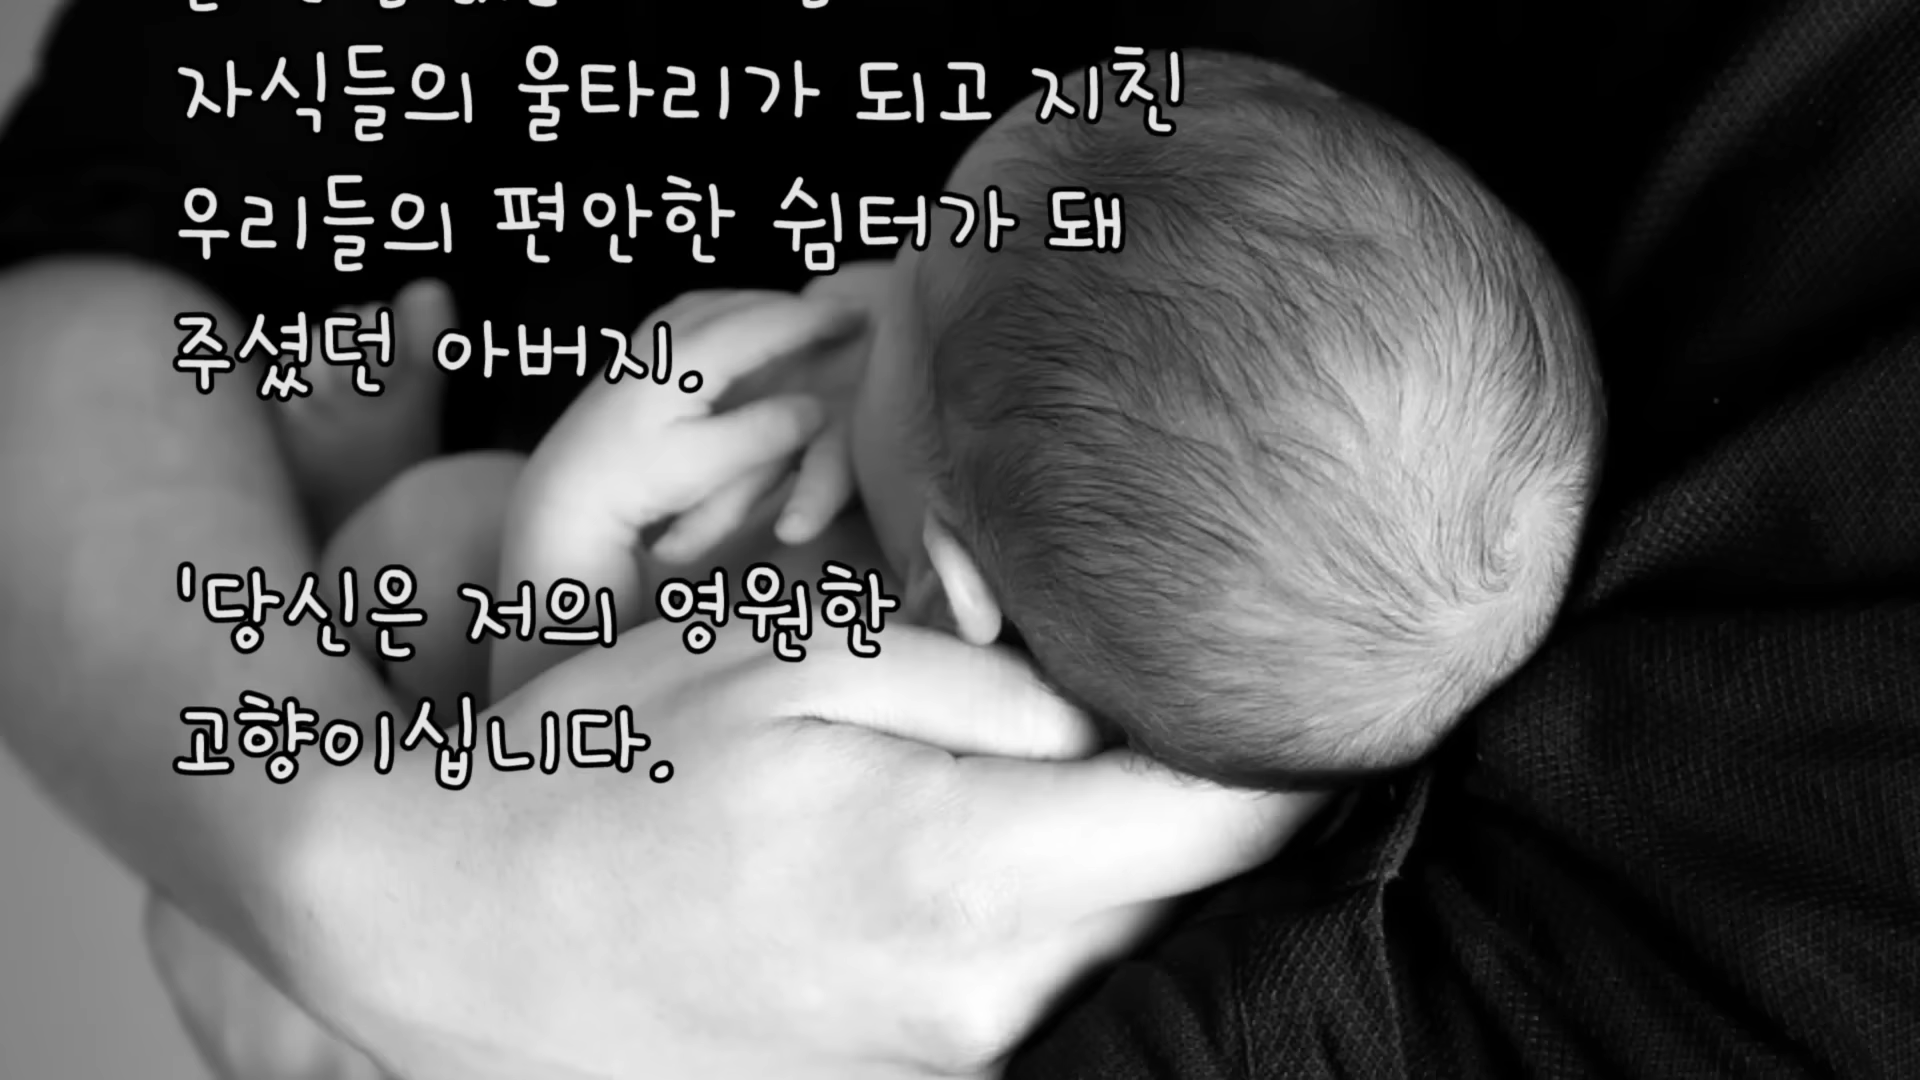 자식들의 울타리가 되고 지친
우리들의 편안한 쉼터가 돼
주셨던 아버지.
'당신은 저의 영원한
고향이십니다.